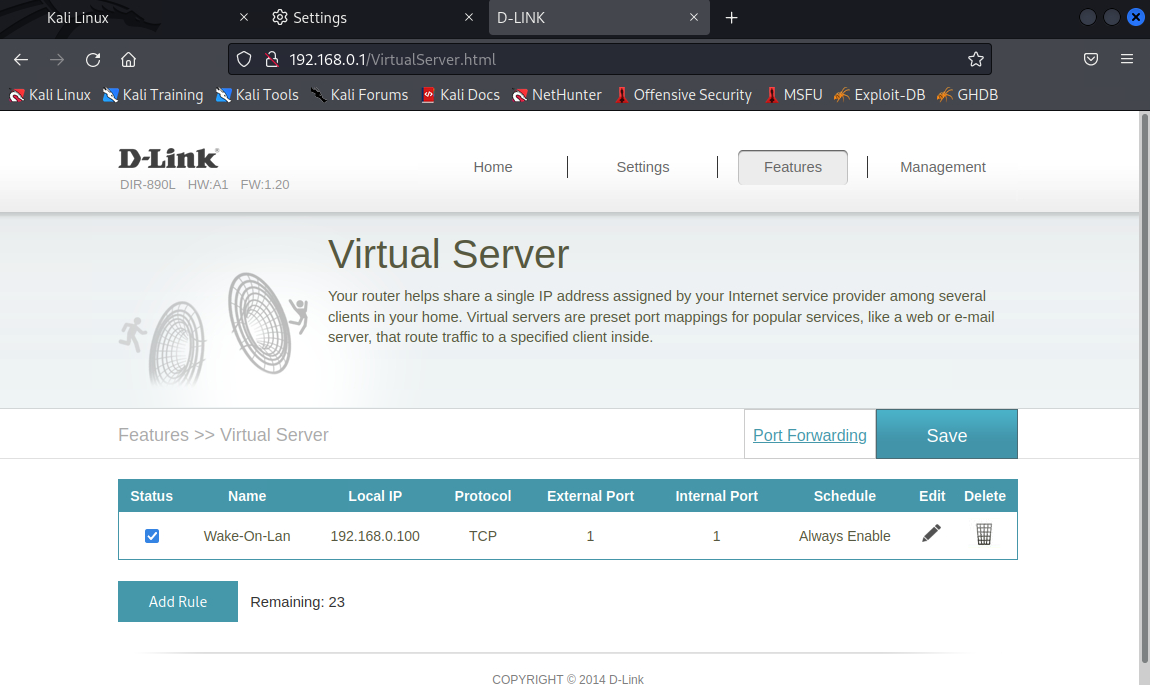 Kali Linux
Settings
D-LINK
192.168.0.1/VirtualServer.html
Kali Linux Kali Training Kali Tools Kali Forums Kali Docs NetHunter Offensive Security MSFU Exploit-DB GHDB
D-Link®
DIR-890L HW:A1 FW:1.20
Home Settings Features Management
Virtual Server
Your router helps share a single IP address assigned by your Internet service provider among several
clients in your home. Virtual servers are preset port mappings for popular services, like a web or e-mail
server, that route traffic to a specified client inside.
Features >> Virtual Server
Port Forwarding
Save
Status Name Local IP Protocol External Port Internal Port Schedule Edit Delete
Wake-On-Lan 192.168.0.100 TCP 1 1 Always Enable
Add Rule
Remaining: 23
COPYRIGHT © 2014 D-Link